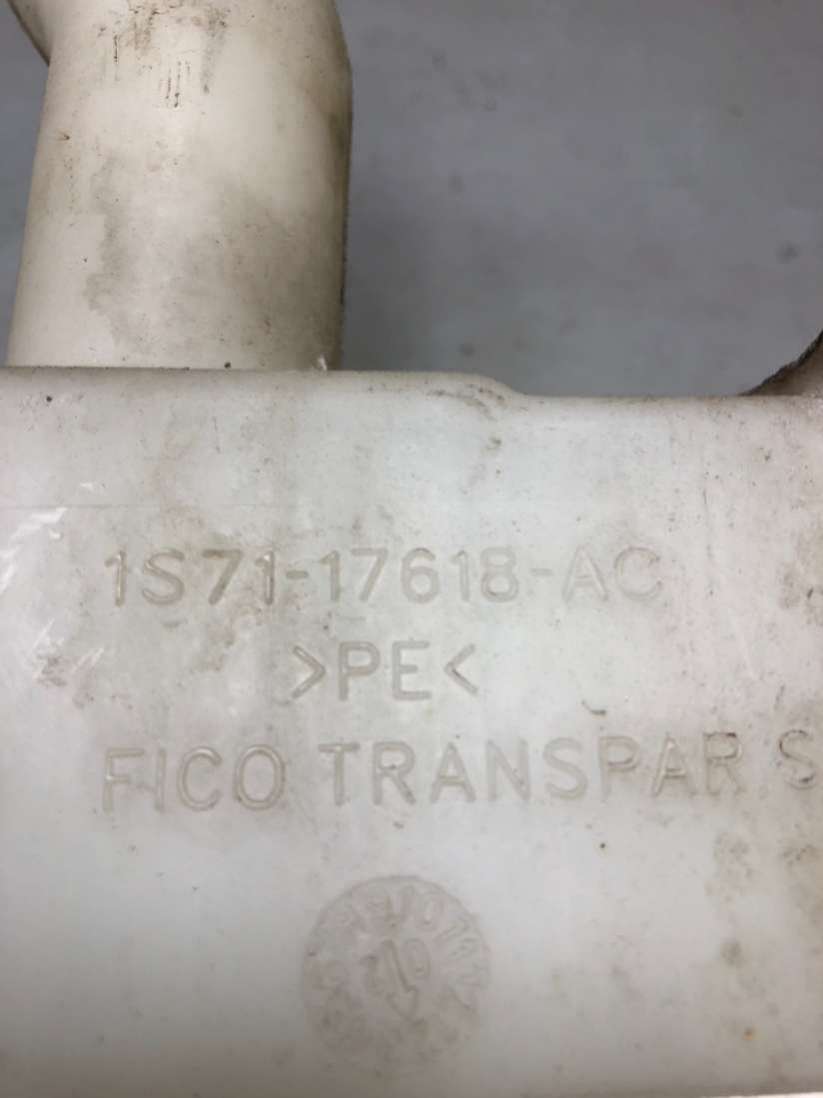 1S71-17618-AC
>PE<
FICO TRANSPAR S